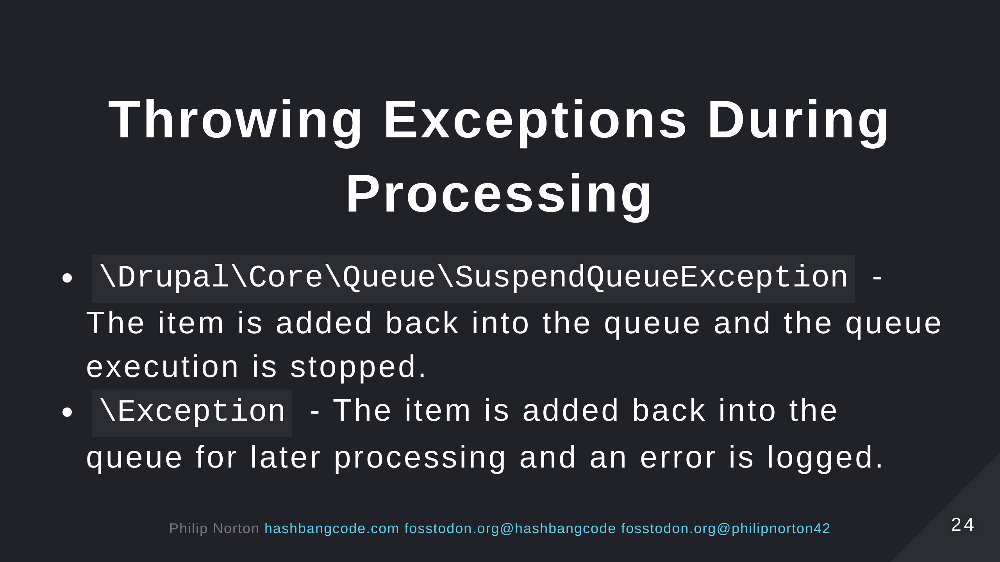 Throwing Exceptions During
Processing
• \Drupal\Core\Queue\SuspendQueueException -
The item is added back into the queue and the queue
execution is stopped.
• \Exception - The item is added back into the
queue for later processing and an error is logged.
Philip Norton hashbangcode.com fosstodon.org@hashbangcode fosstodon.org@philipnorton42
24